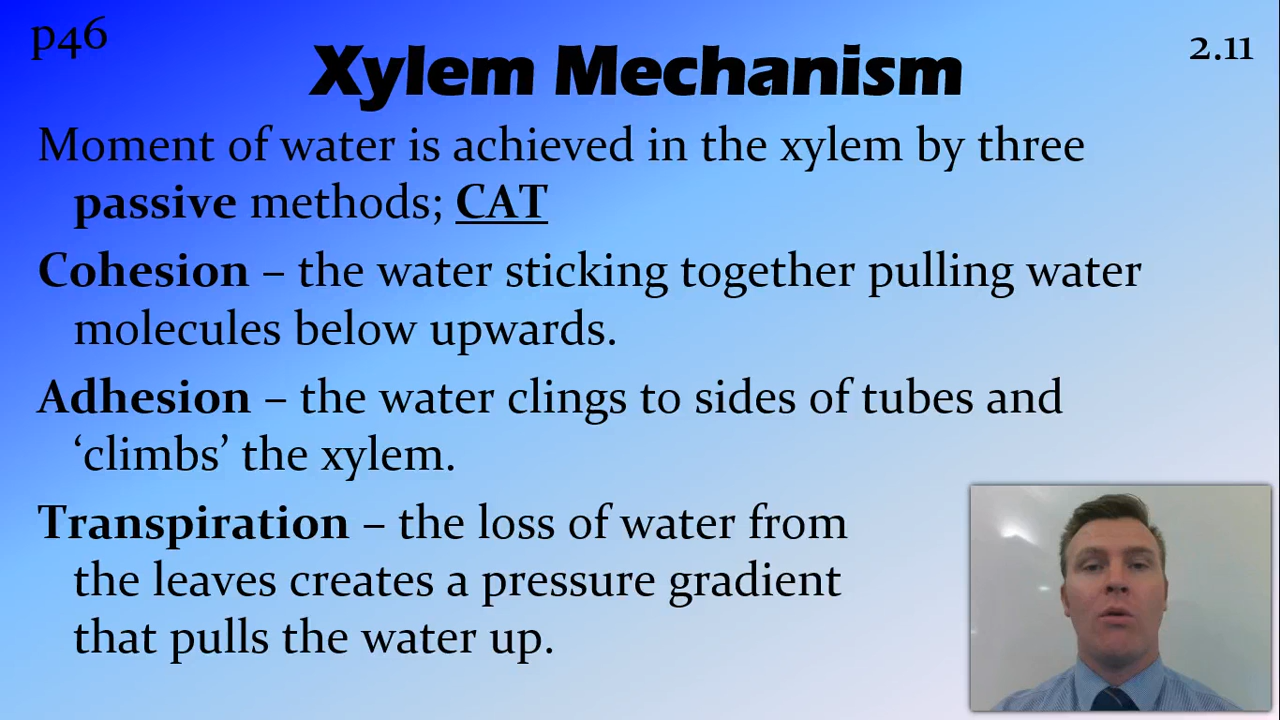 p46
2.11
Xylem Mechanism
Moment of water is achieved in the xylem by three
passive methods; CAT
Cohesion – the water sticking together pulling water
molecules below upwards.
Adhesion – the water clings to sides of tubes and
‘climbs’ the xylem.
Transpiration – the loss of water from
the leaves creates a pressure gradient
that pulls the water up.